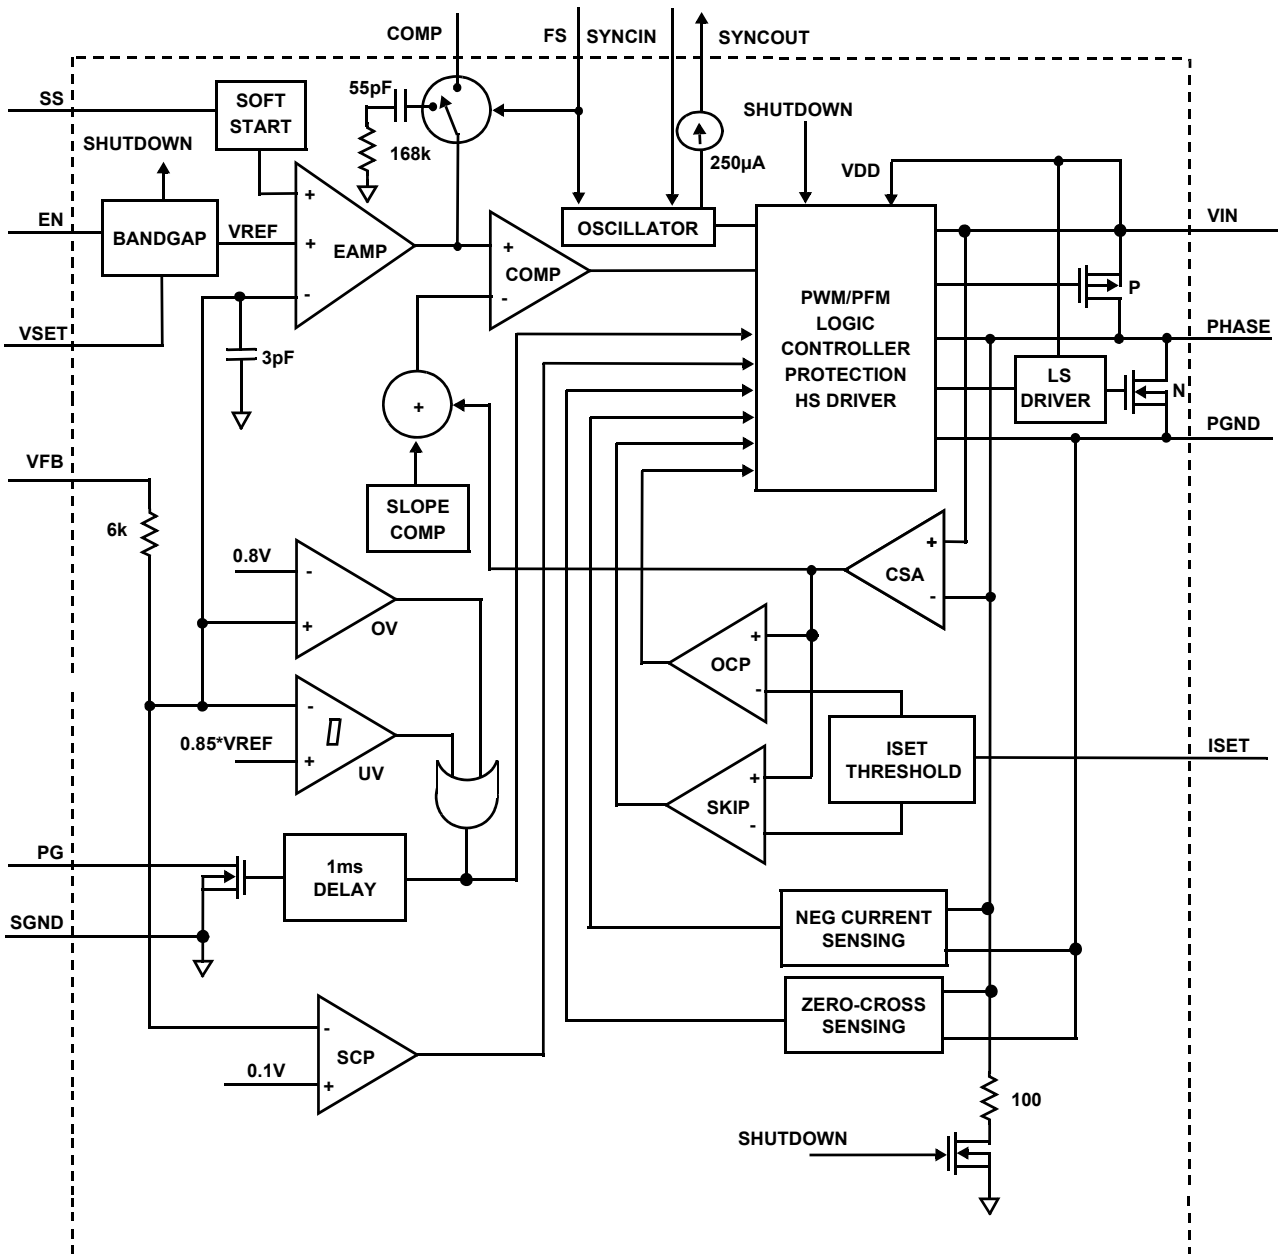 COMP
FS
SYNCIN
SYNCOUT
SS
SOFT
START
55pF
168k
SHUTDOWN
250µA
SHUTDOWN
VDD
EN
BANDGAP
VREF
+
+
-
EAMP
+
-
COMP
OSCILLATOR
VIN
P
PWM/PFM
LOGIC
CONTROLLER
PROTECTION
HS DRIVER
VSET
3pF
PHASE
LS
DRIVER
N
+
PGND
VFB
6k
SLOPE
COMP
0.8V
-
+
OV
+
-
CSA
+
-
OCP
0.85*VREF
-
+
UV
ISET
THRESHOLD
ISET
+
-
SKIP
PG
1ms
DELAY
SGND
NEG CURRENT
SENSING
ZERO-CROSS
SENSING
-
+
SCP
0.1V
100
SHUTDOWN